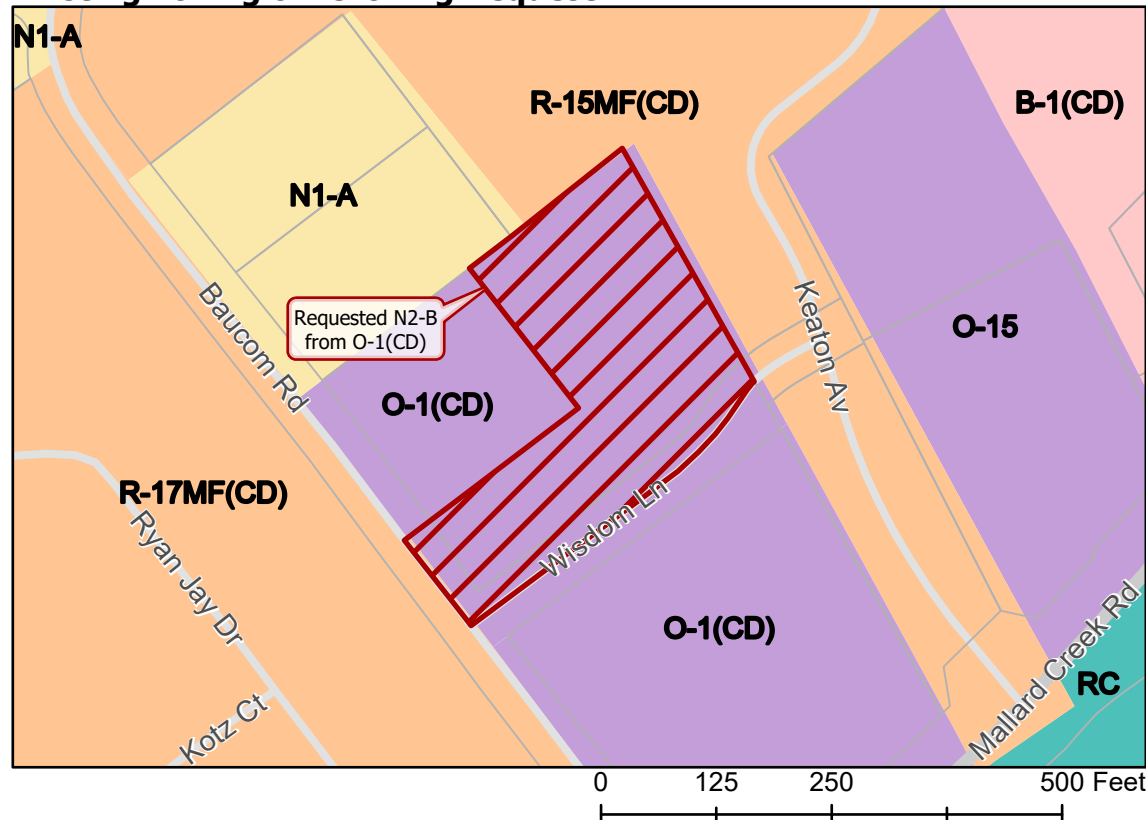 N1-A
R-15MF(CD)
B-1(CD)
N1-A
Keaton Av
Baucom Rd
Requested N2-B
from O-1(CD)
O-15
O-1(CD)
R-17MF(CD)
Wisdom Ln
Ryan Jay Dr
O-1(CD)
Mallard Creek Rd
RC
Kotz Ct
0 125 250 500 Feet